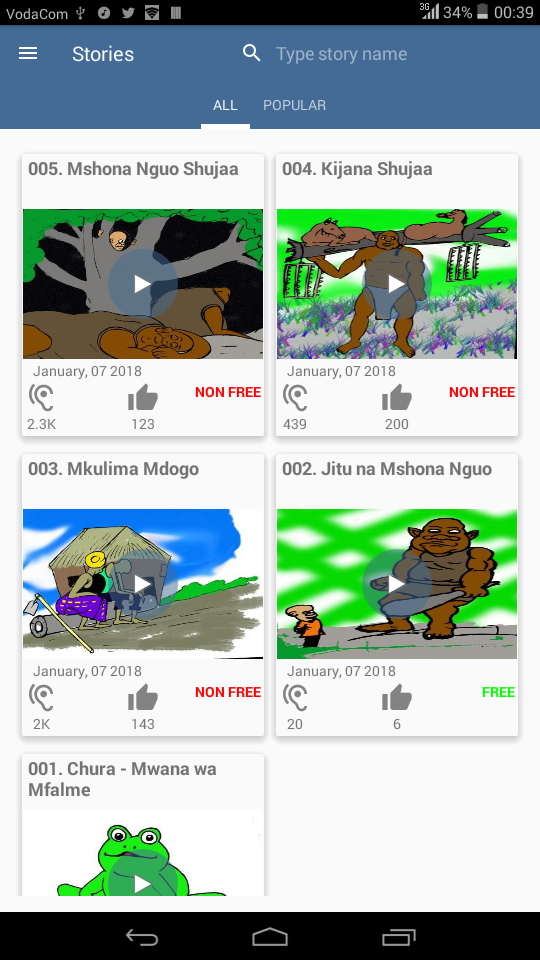 VodaCom 3G 34% 00:39
Stories Type story name
ALL POPULAR
005. Mshona Nguo Shujaa
January, 07 2018
NON FREE
2.3K 123
004. Kijana Shujaa
January, 07 2018
NON FREE
439 200
003. Mkulima Mdogo
January, 07 2018
NON FREE
2K 143
002. Jitu na Mshona Nguo
January, 07 2018
FREE
20 6
001. Chura - Mwana wa
Mfalme